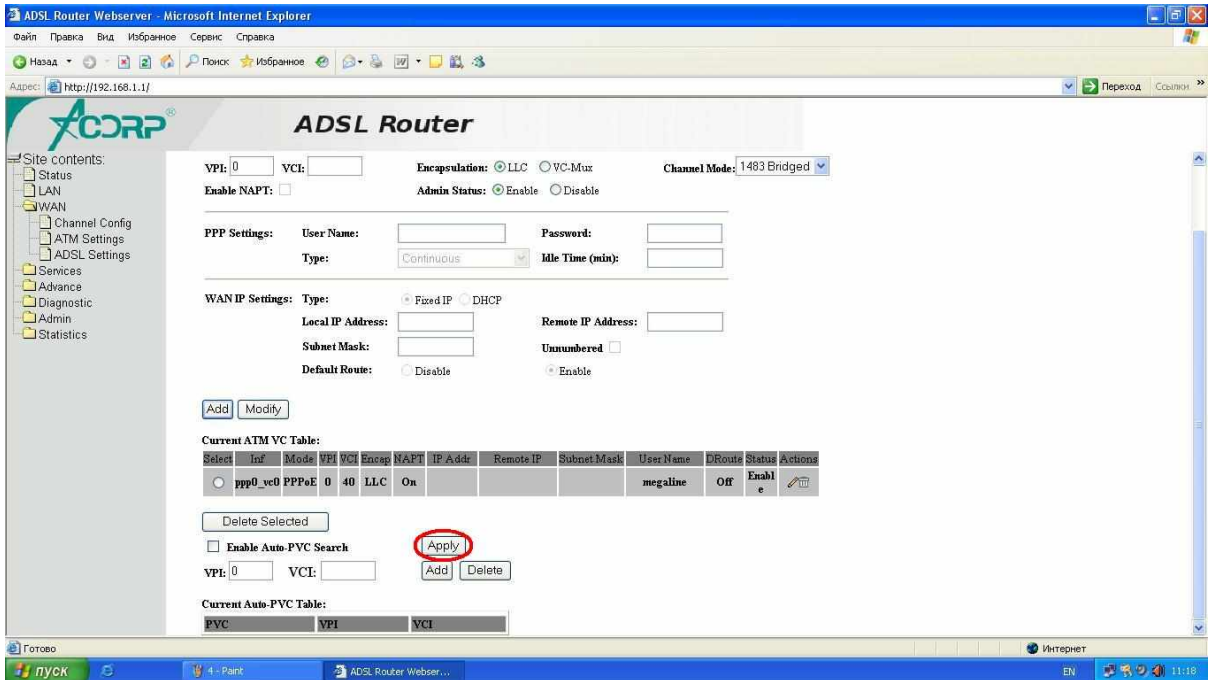 ADSL Router Webserver - Microsoft Internet Explorer
Файл Правка Вид Избранное Сервис Справка
Назад Поиск Избранное
Адрес: http://192.168.1.1/ Переход Ссылки »
ACORP® ADSL Router
Site contents:
Status
LAN
WAN
Channel Config
ATM Settings
ADSL Settings
Services
Advance
Diagnostic
Admin
Statistics
VPI: 0 VCI: Encapsulation: LLC VC-Mux Channel Mode: 1483 Bridged
Enable NAPT: Admin Status: Enable Disable
PPP Settings: User Name: Password:
Type: Continuous Idle Time (min):
WAN IP Settings: Type: Fixed IP DHCP
Local IP Address: Remote IP Address:
Subnet Mask: Unnumbered
Default Route: Disable Enable
Add Modify
Current ATM VC Table:
Select Inf Mode VPI VCI Encap NAPT IP Addr Remote IP Subnet Mask User Name DRoute Status Actions
ppp0_vc0 PPPoE 0 40 LLC On megaline Off Enabl
e
Delete Selected
Enable Auto-PVC Search Apply
VPI: 0 VCI: Add Delete
Current Auto-PVC Table:
PVC VPI VCI
Готово Интернет
пуск 4 - Paint ADSL Router Webser... EN 11:18